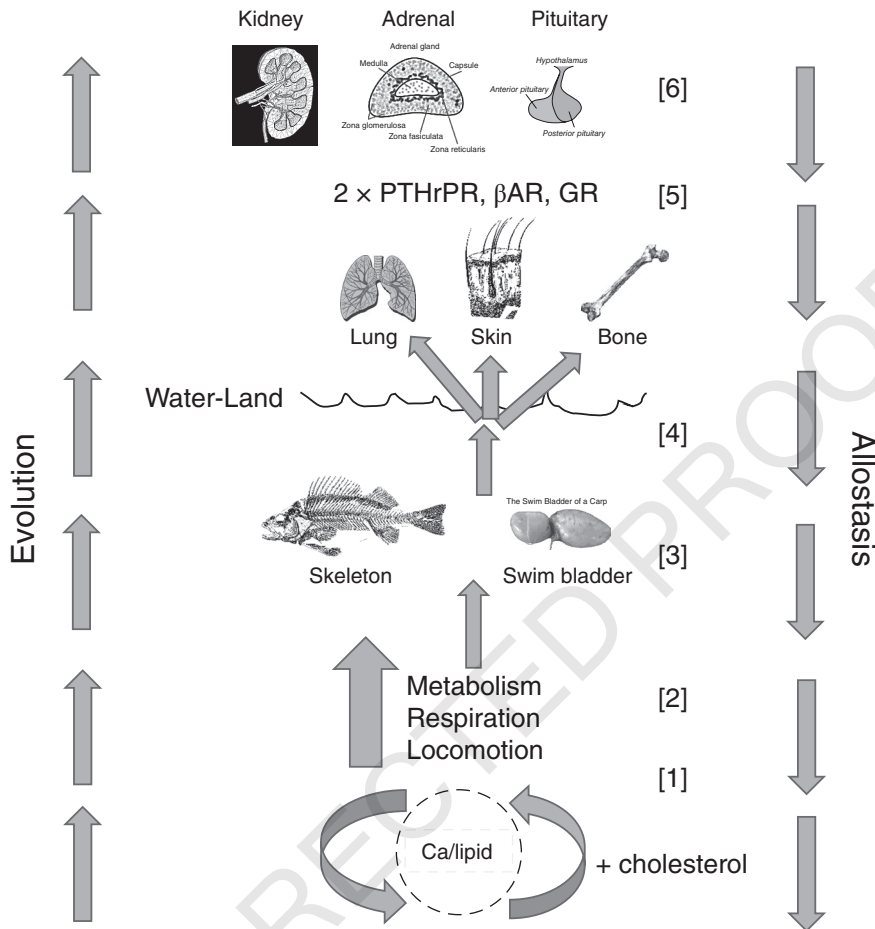 Kidney
Adrenal
Pituitary
Adrenal gland
Medulla
Capsule
Zona glomerulosa
Zona fasiculata
Zona reticularis
Hypothalamus
Anterior pituitary
Posterior pituitary
[6]
2 × PTHrPR, βAR, GR
[5]
Lung
Skin
Bone
Water-Land
[4]
Evolution
Allostasis
The Swim Bladder of a Carp
[3]
Skeleton
Swim bladder
Metabolism
Respiration
Locomotion
[2]
[1]
Ca/lipid
+ cholesterol
RECTED PROOF